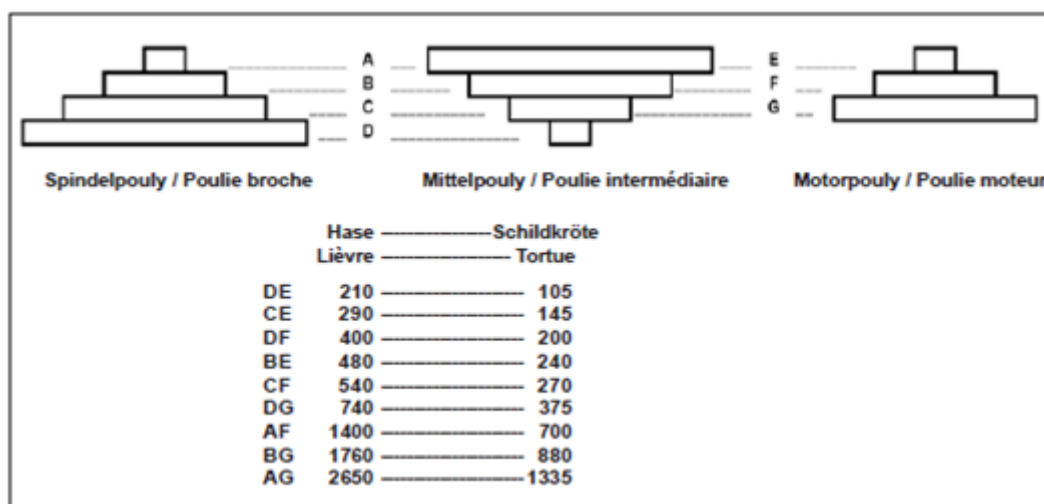 A E
B F
C G
D
Spindelpouly / Poulie broche Mittelpouly / Poulie intermédiaire Motorpouly / Poulie moteur
Hase Schildkröte
Lièvre Tortue
DE 210 105
CE 290 145
DF 400 200
BE 480 240
CF 540 270
DG 740 375
AF 1400 700
BG 1760 880
AG 2650 1335